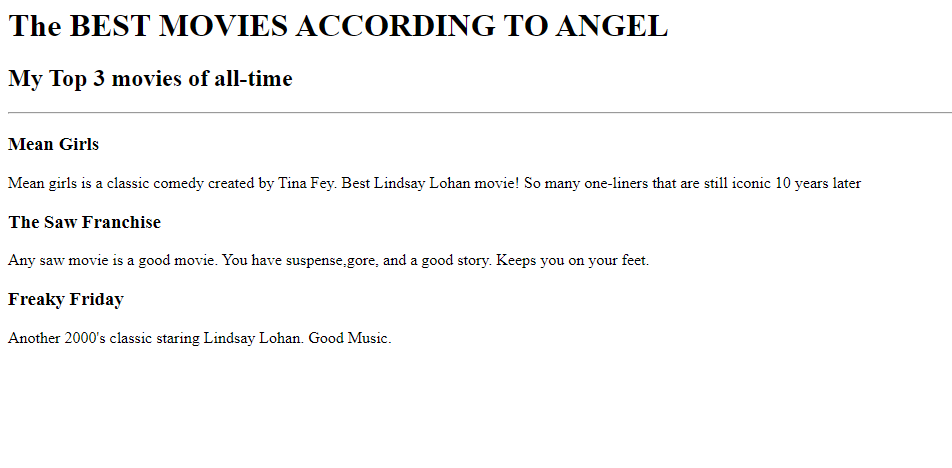 The BEST MOVIES ACCORDING TO ANGEL
My Top 3 movies of all-time
Mean Girls
Mean girls is a classic comedy created by Tina Fey. Best Lindsay Lohan movie! So many one-liners that are still iconic 10 years later
The Saw Franchise
Any saw movie is a good movie. You have suspense,gore, and a good story. Keeps you on your feet.
Freaky Friday
Another 2000's classic staring Lindsay Lohan. Good Music.